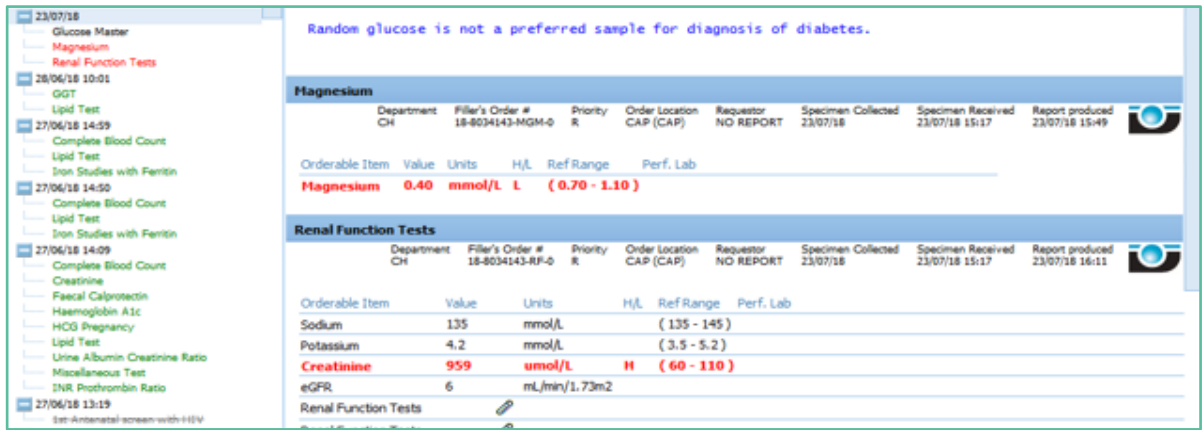 23/07/18
Glucose Master
Magnesium
Renal Function Tests
28/06/18 10:01
GGT
Lipid Test
27/06/18 14:59
Complete Blood Count
Lipid Test
Iron Studies with Ferritin
27/06/18 14:50
Complete Blood Count
Lipid Test
Iron Studies with Ferritin
27/06/18 14:09
Complete Blood Count
Creatinine
Faecal Calprotectin
Haemoglobin A1c
HCG Pregnancy
Lipid Test
Urine Albumin Creatinine Ratio
Miscellaneous Test
INR Prothrombin Ratio
27/06/18 13:19
1st Antenatal screen with HIV
Random glucose is not a preferred sample for diagnosis of diabetes.
Magnesium
Department Filler's Order # Priority Order Location Requestor Specimen Collected Specimen Received Report produced
CH 18-8034143-MGM-0 R CAP (CAP) NO REPORT 23/07/18 23/07/18 15:17 23/07/18 15:49
Orderable Item Value Units H/L Ref Range Perf. Lab
Magnesium 0.40 mmol/L L ( 0.70 - 1.10 )
Renal Function Tests
Department Filler's Order # Priority Order Location Requestor Specimen Collected Specimen Received Report produced
CH 18-8034143-RF-0 R CAP (CAP) NO REPORT 23/07/18 23/07/18 15:17 23/07/18 16:11
Orderable Item Value Units H/L Ref Range Perf. Lab
Sodium 135 mmol/L ( 135 - 145 )
Potassium 4.2 mmol/L ( 3.5 - 5.2 )
Creatinine 959 umol/L H ( 60 - 110 )
eGFR 6 mL/min/1.73m2
Renal Function Tests